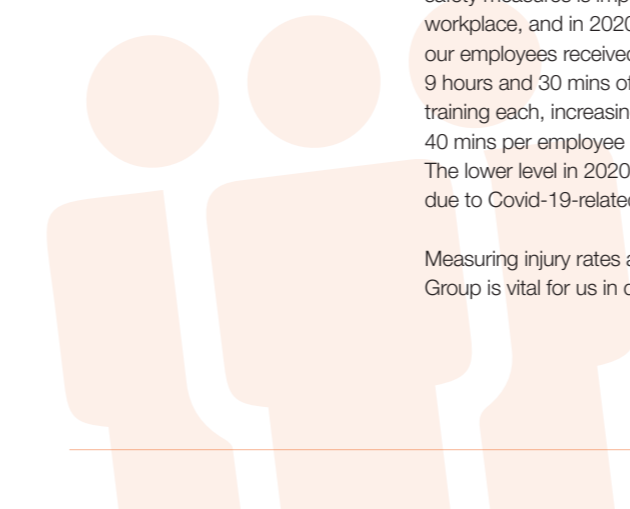 workplace, and in 2020
our employees received
9 hours and 30 mins of
training each, increasin
40 mins per employee
The lower level in 2020
due to Covid-19-related
Measuring injury rates a
Group is vital for us in